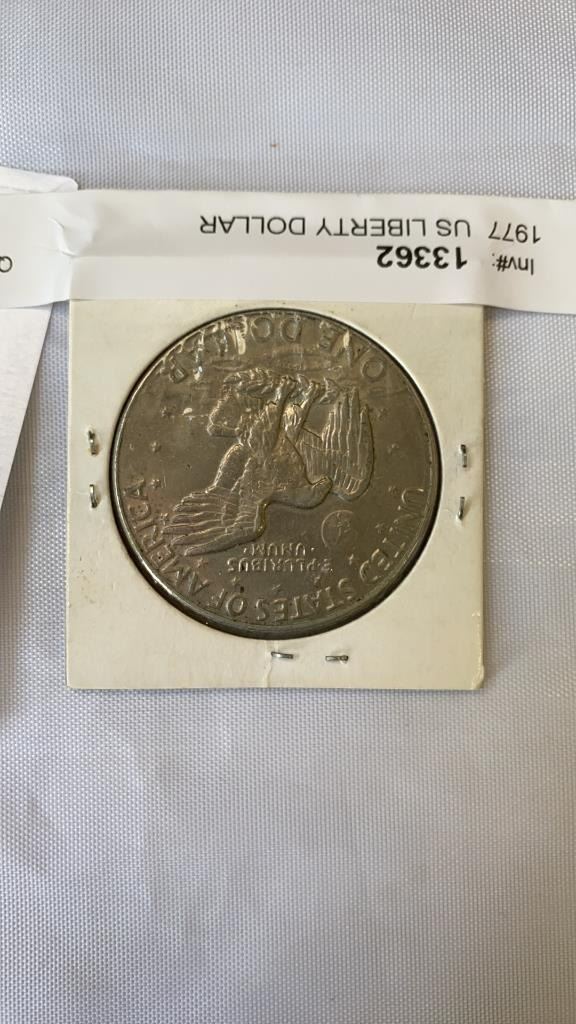 Inv#: 13362
1977 US LIBERTY DOLLAR
Q
UNITED STATES OF AMERICA
·E·PLURIBUS·
UNUM
ONE DOLLAR